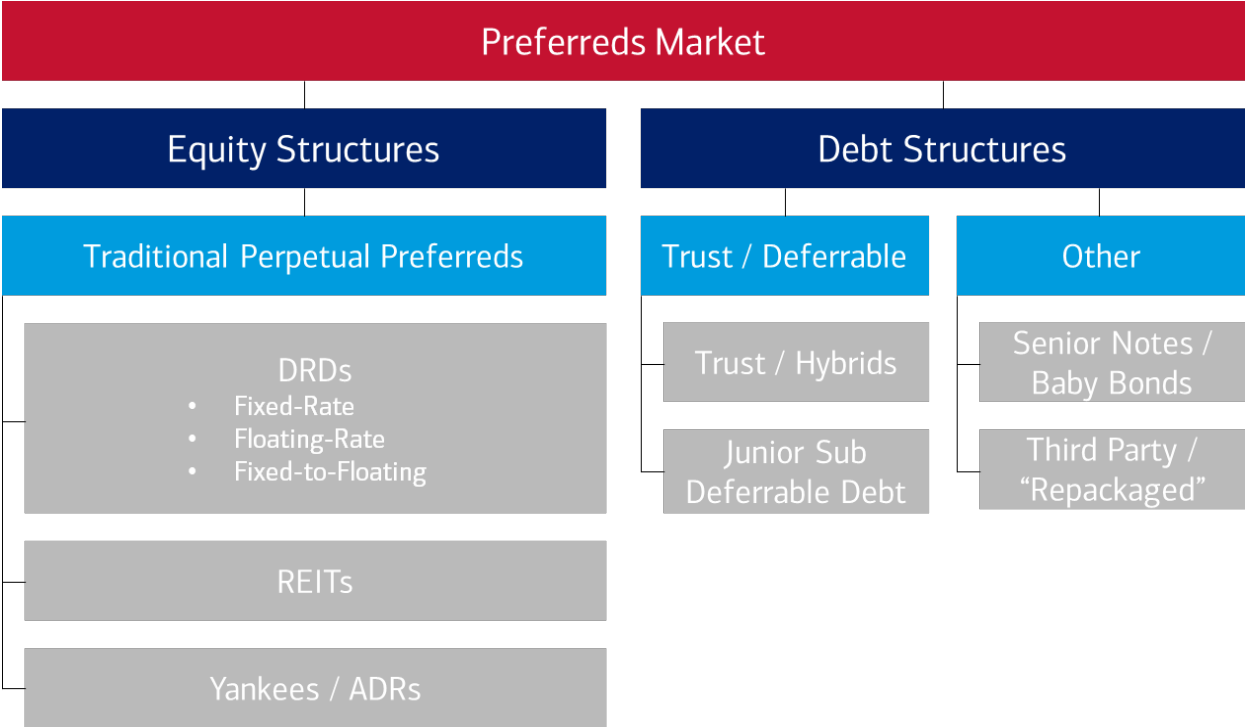 Preferreds Market
Equity Structures
Debt Structures
Traditional Perpetual Preferreds
Trust / Deferrable
Other
DRDs
• Fixed-Rate
• Floating-Rate
• Fixed-to-Floating
REITs
Yankees / ADRs
Trust / Hybrids
Junior Sub
Deferrable Debt
Senior Notes /
Baby Bonds
Third Party /
“Repackaged”